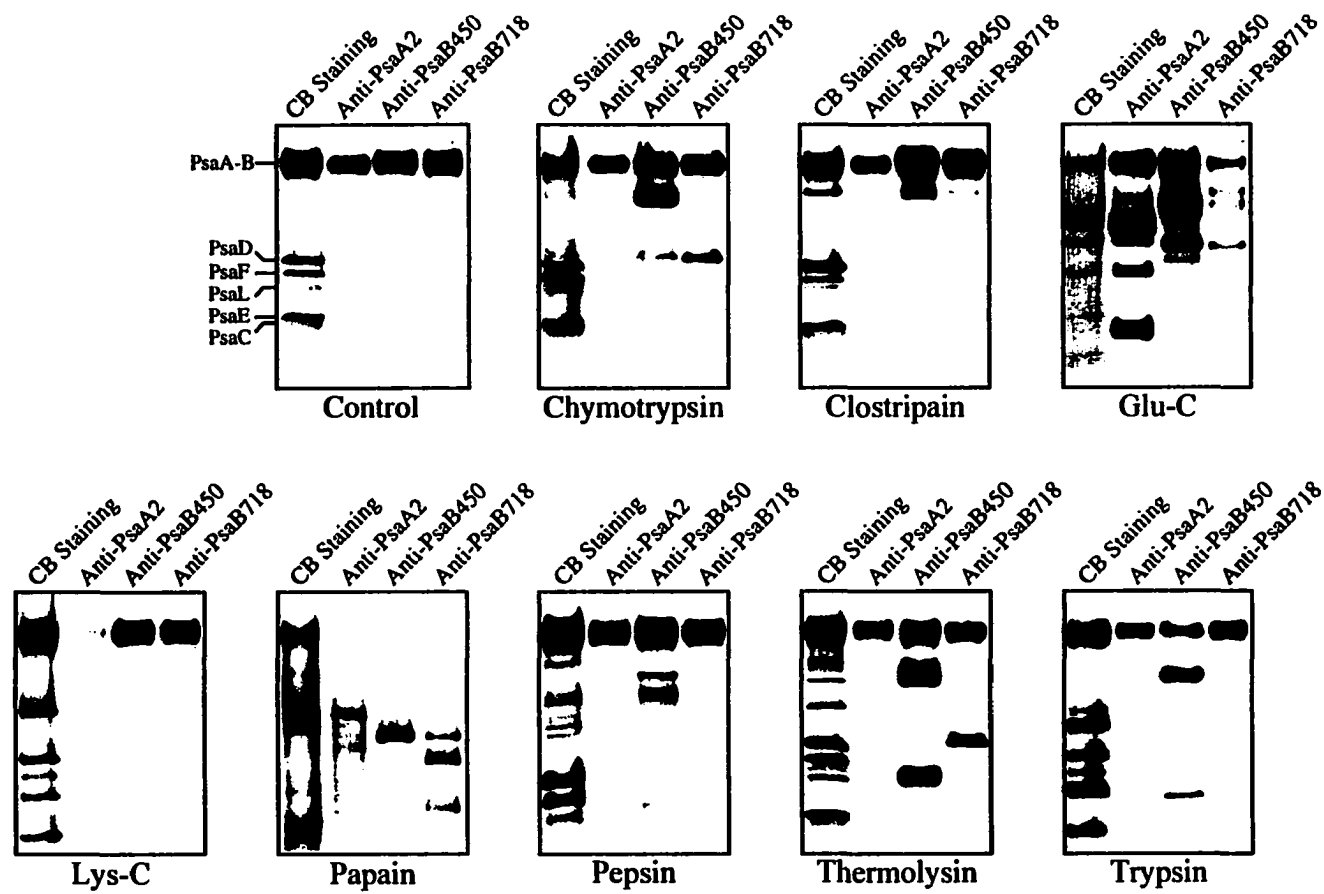 CB Staining
Anti-PsaA2
Anti-PsaB450
Anti-PsaB718
CB Staining
Anti-PsaA2
Anti-PsaB450
Anti-PsaB718
CB Staining
Anti-PsaA2
Anti-PsaB450
Anti-PsaB718
CB Staining
Anti-PsaA2
Anti-PsaB450
Anti-PsaB718
PsaA-B
PsaD
PsaF
PsaL
PsaE
PsaC
Control
Chymotrypsin
Clostripain
Glu-C
CB Staining
Anti-PsaA2
Anti-PsaB450
Anti-PsaB718
CB Staining
Anti-PsaA2
Anti-PsaB450
Anti-PsaB718
CB Staining
Anti-PsaA2
Anti-PsaB450
Anti-PsaB718
CB Staining
Anti-PsaA2
Anti-PsaB450
Anti-PsaB718
CB Staining
Anti-PsaA2
Anti-PsaB450
Anti-PsaB718
Lys-C
Papain
Pepsin
Thermolysin
Trypsin